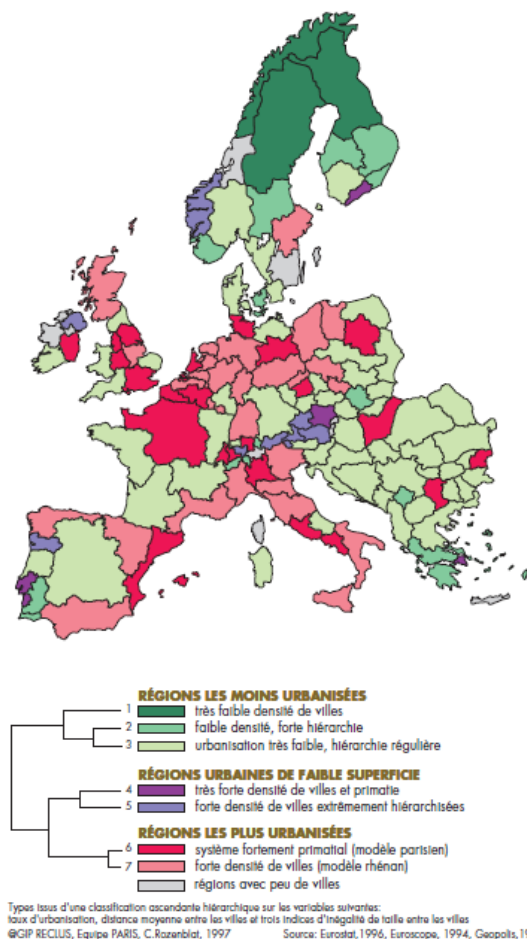 RÉGIONS LES MOINS URBANISÉES
1 très faible densité de villes
2 faible densité, forte hiérarchie
3 urbanisation très faible, hiérarchie régulière
RÉGIONS URBAINES DE FAIBLE SUPERFICIE
4 très forte densité de villes et primatie
5 forte densité de villes extrêmement hiérarchisées
RÉGIONS LES PLUS URBANISÉES
6 système fortement primatial (modèle parisien)
7 forte densité de villes (modèle rhénan)
régions avec peu de villes
Types issus d'une classification ascendante hiérarchique sur les variables suivantes:
taux d'urbanisation, distance moyenne entre les villes et trois indices d'inégalité de taille entre les villes
@GIP RECLUS, Equipe PARIS, C.Rozenblat, 1997 Source: Eurostat,1996, Euroscope, 1994, Geopolis,19